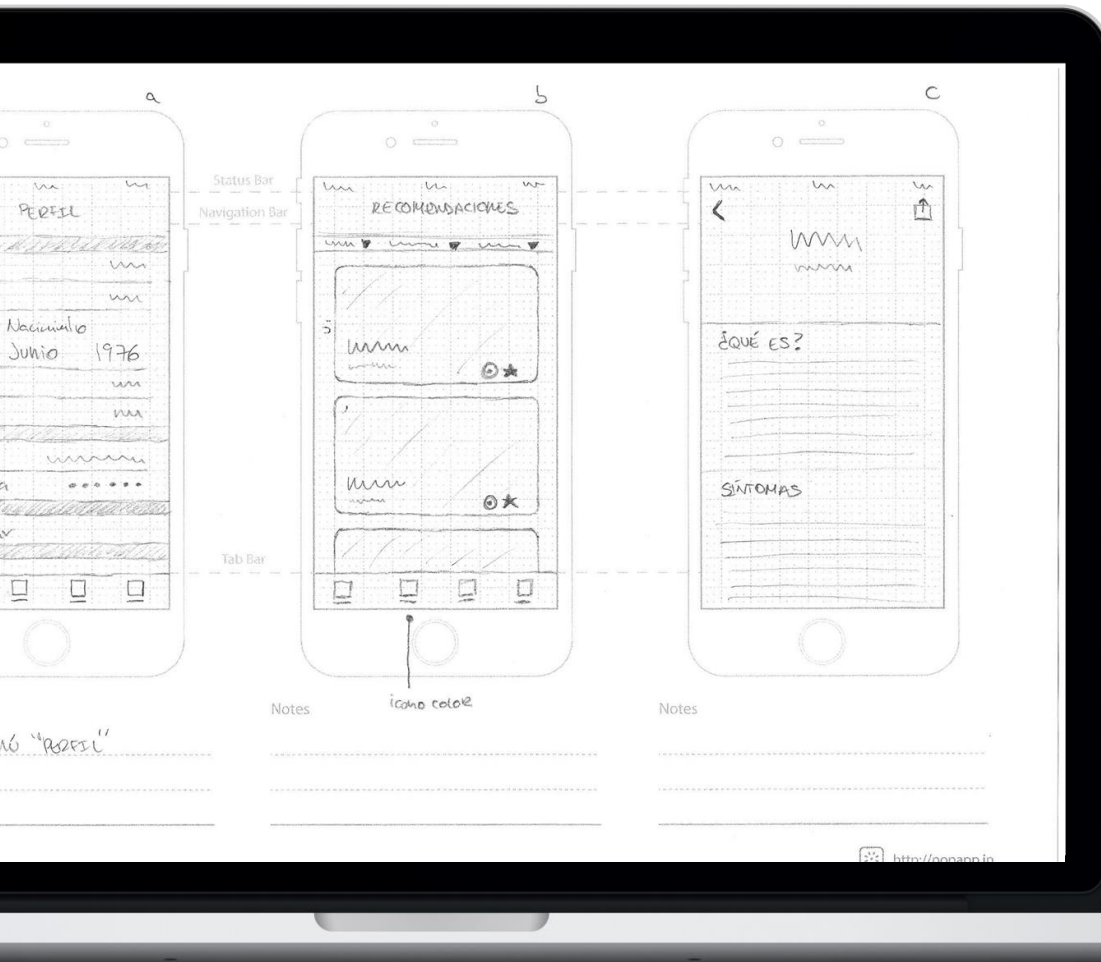 a
PERFIL
Nacimiento
Junio 1976
Ú "PERFIL"
Status Bar
Navigation Bar
Tab Bar
b
RECOMENDACIONES
icono color
Notes
c
¿QUÉ ES?
SÍNTOMAS
Notes
http://popapp.in